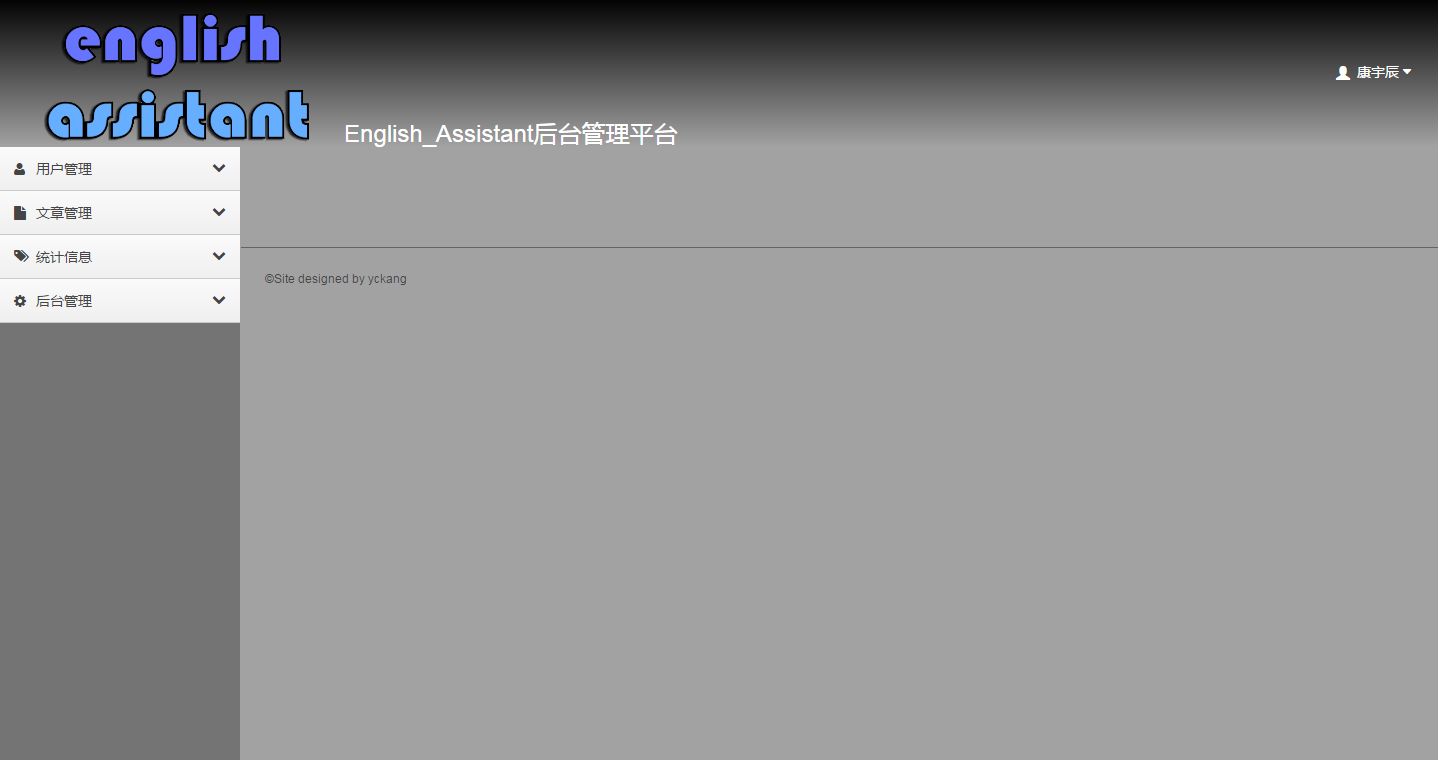 english
assistant
康宇辰
English_Assistant后台管理平台
用户管理
文章管理
统计信息
后台管理
©Site designed by yckang